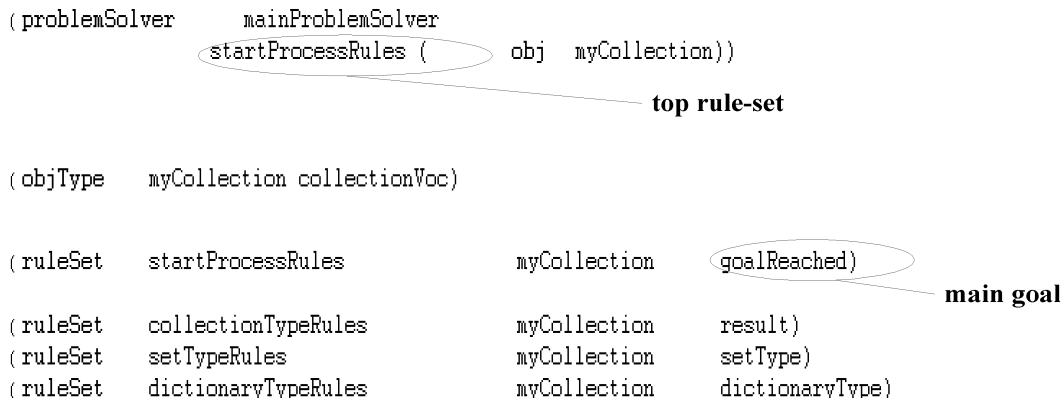 (problemSolver mainProblemSolver
startProcessRules ( obj myCollection))
top rule-set
(objType myCollection collectionVoc)
(ruleSet startProcessRules myCollection goalReached)
main goal
(ruleSet collectionTypeRules myCollection result)
(ruleSet setTypeRules myCollection setType)
(ruleSet dictionaryTypeRules myCollection dictionaryType)